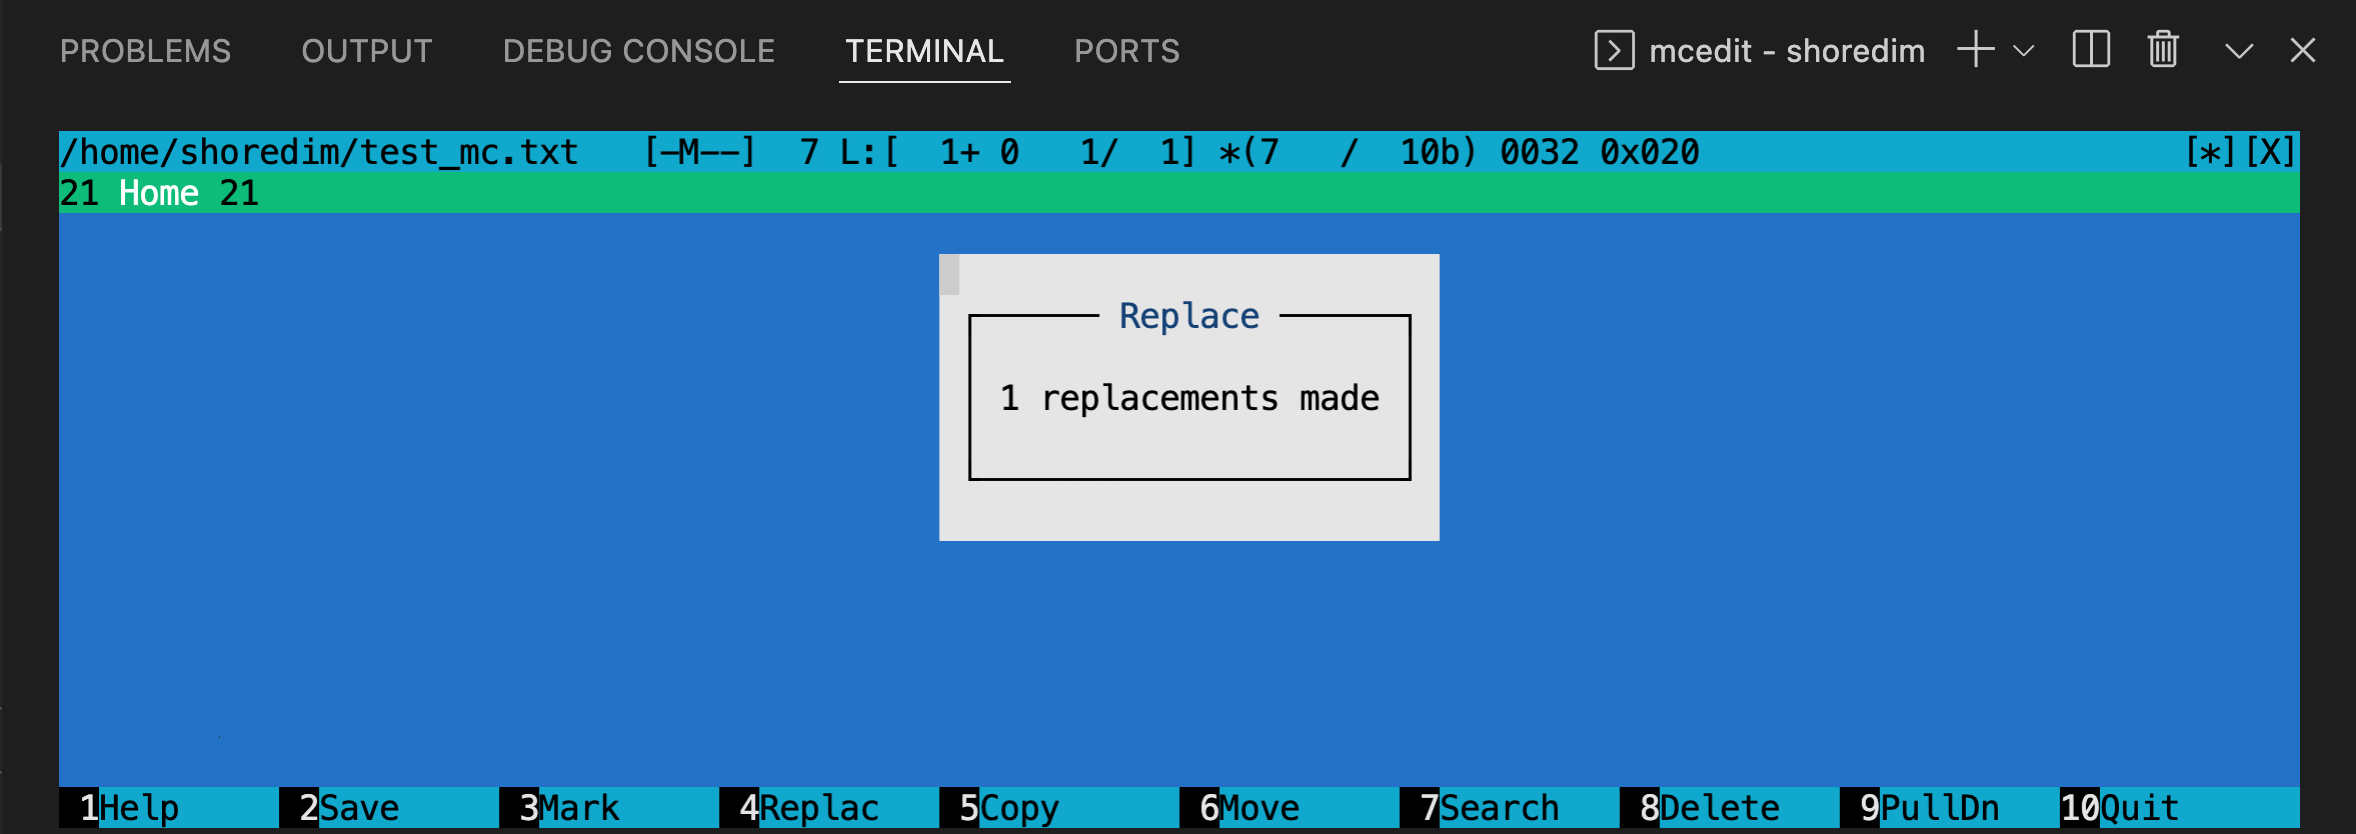 PROBLEMS OUTPUT DEBUG CONSOLE TERMINAL PORTS mcedit - shoredim
/home/shoredim/test_mc.txt [-M--] 7 L:[ 1+ 0 1/ 1] *(7 / 10b) 0032 0x020 [*][X]
21 Home 21
Replace
1 replacements made
1Help 2Save 3Mark 4Replac 5Copy 6Move 7Search 8Delete 9PullDn 10Quit